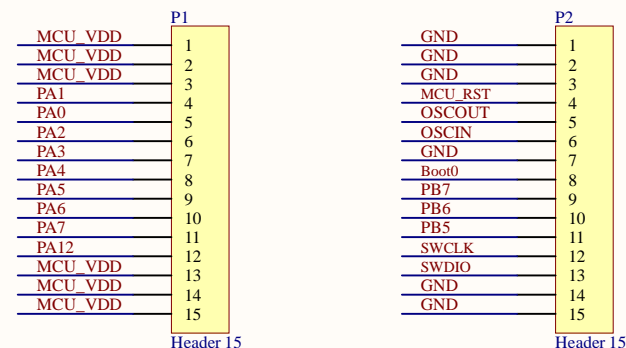 P1
MCU_VDD 1
MCU_VDD 2
MCU_VDD 3
PA1 4
PA0 5
PA2 6
PA3 7
PA4 8
PA5 9
PA6 10
PA7 11
PA12 12
MCU_VDD 13
MCU_VDD 14
MCU_VDD 15
Header 15
P2
GND 1
GND 2
GND 3
MCU_RST 4
OSCOUT 5
OSCIN 6
GND 7
Boot0 8
PB7 9
PB6 10
PB5 11
SWCLK 12
SWDIO 13
GND 14
GND 15
Header 15